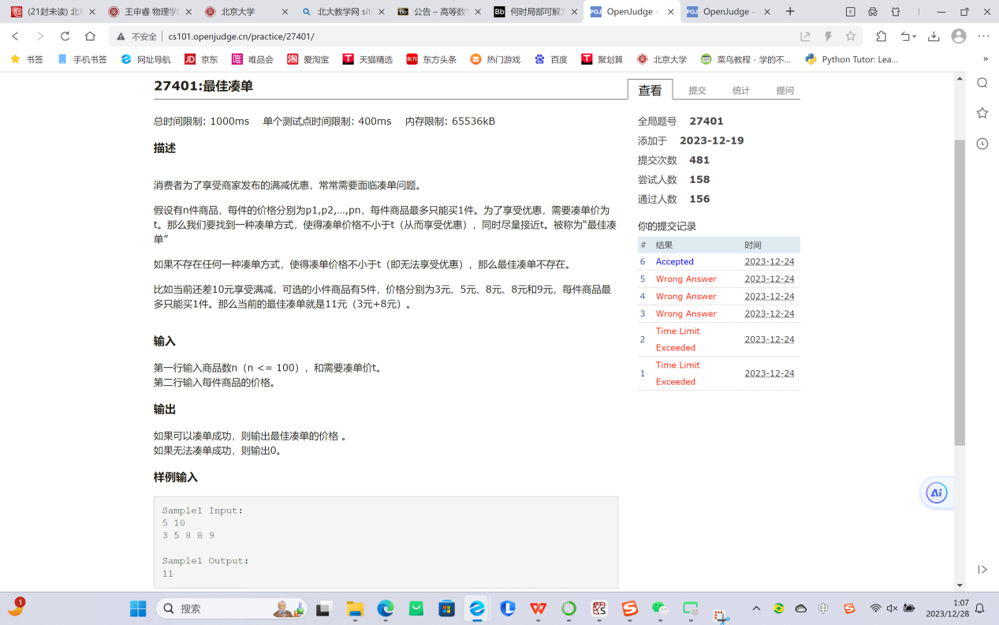 (21封未读) 北京
王申睿 物理学
北京大学
北大教学网 site
公告 – 高等数学
何时局部可解为
OpenJudge -
OpenJudge -
不安全
cs101.openjudge.cn/practice/27401/
书签
手机书签
网址导航
京东
唯品会
爱淘宝
天猫精选
东方头条
热门游戏
百度
聚划算
北京大学
菜鸟教程 - 学的不...
Python Tutor: Lea...
27401:最佳凑单
查看
提交
统计
提问
总时间限制: 1000ms 单个测试点时间限制: 400ms 内存限制: 65536kB
描述
消费者为了享受商家发布的满减优惠，常常需要面临凑单问题。
假设有n件商品，每件的价格分别为p1,p2,...,pn，每件商品最多只能买1件。为了享受优惠，需要凑单价为
t。那么我们要找到一种凑单方式，使得凑单价格不小于t（从而享受优惠），同时尽量接近t。被称为“最佳凑
单”
如果不存在任何一种凑单方式，使得凑单价格不小于t（即无法享受优惠），那么最佳凑单不存在。
比如当前还差10元享受满减，可选的小件商品有5件，价格分别为3元、5元、8元、8元和9元，每件商品最
多只能买1件。那么当前的最佳凑单就是11元（3元+8元）。
输入
第一行输入商品数n（n <= 100），和需要凑单价t。
第二行输入每件商品的价格。
输出
如果可以凑单成功，则输出最佳凑单的价格 。
如果无法凑单成功，则输出0。
样例输入
Sample1 Input:
5 10
3 5 8 8 9
Sample1 Output:
11
全局题号 27401
添加于 2023-12-19
提交次数 481
尝试人数 158
通过人数 156
你的提交记录
# 结果 时间
6 Accepted 2023-12-24
5 Wrong Answer 2023-12-24
4 Wrong Answer 2023-12-24
3 Wrong Answer 2023-12-24
2 Time Limit Exceeded 2023-12-24
1 Time Limit Exceeded 2023-12-24
Ai
搜索
中
1:07
2023/12/28